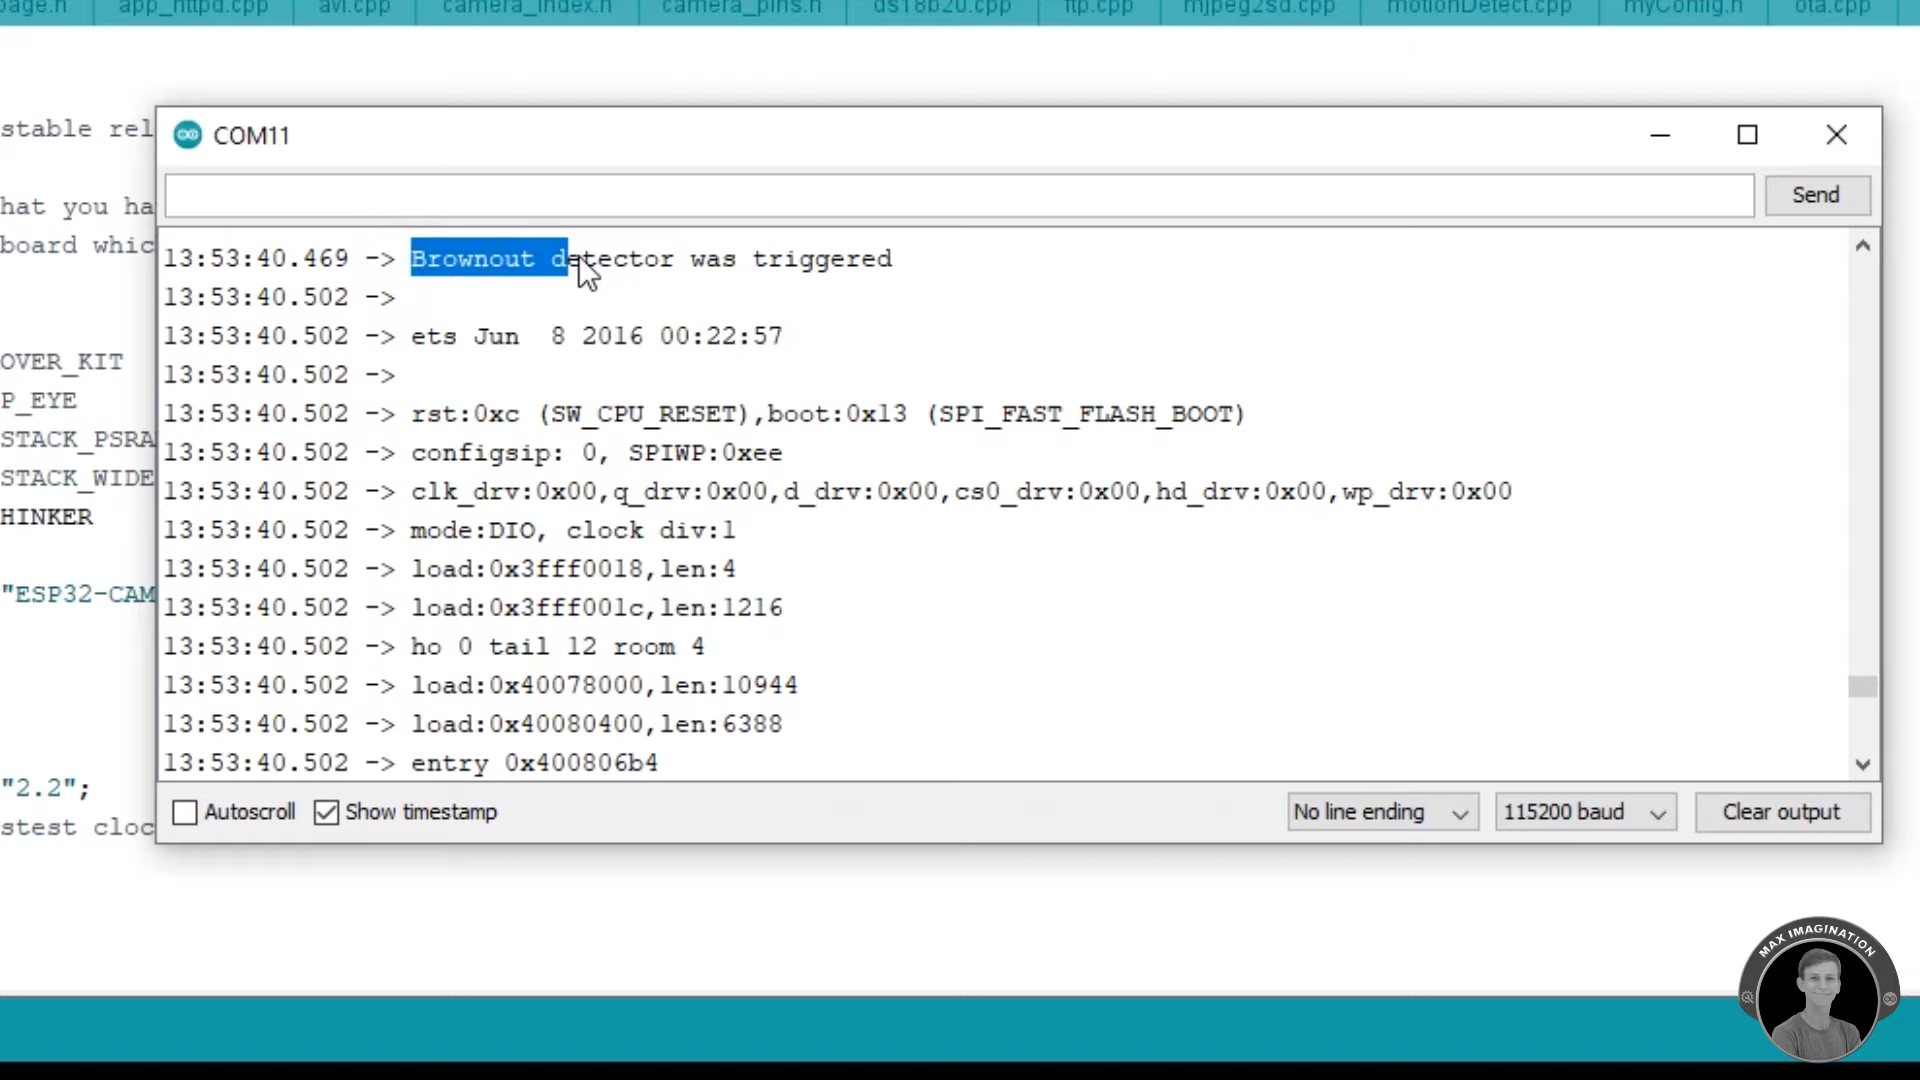 page.h app_httpd.cpp avi.cpp camera_index.h camera_pins.h ds18b20.cpp ftp.cpp mjpeg2sd.cpp motionDetect.cpp myConfig.h ota.cpp
COM11
Send
13:53:40.469 -> Brownout detector was triggered
13:53:40.502 ->
13:53:40.502 -> ets Jun  8 2016 00:22:57
13:53:40.502 ->
13:53:40.502 -> rst:0xc (SW_CPU_RESET),boot:0x13 (SPI_FAST_FLASH_BOOT)
13:53:40.502 -> configsip: 0, SPIWP:0xee
13:53:40.502 -> clk_drv:0x00,q_drv:0x00,d_drv:0x00,cs0_drv:0x00,hd_drv:0x00,wp_drv:0x00
13:53:40.502 -> mode:DIO, clock div:1
13:53:40.502 -> load:0x3fff0018,len:4
13:53:40.502 -> load:0x3fff001c,len:1216
13:53:40.502 -> ho 0 tail 12 room 4
13:53:40.502 -> load:0x40078000,len:10944
13:53:40.502 -> load:0x40080400,len:6388
13:53:40.502 -> entry 0x400806b4
Autoscroll Show timestamp No line ending 115200 baud Clear output
stable rel
hat you ha
board whic
OVER_KIT
P_EYE
STACK_PSRA
STACK_WIDE
HINKER
"ESP32-CAM
"2.2";
stest cloc
MAX IMAGINATION